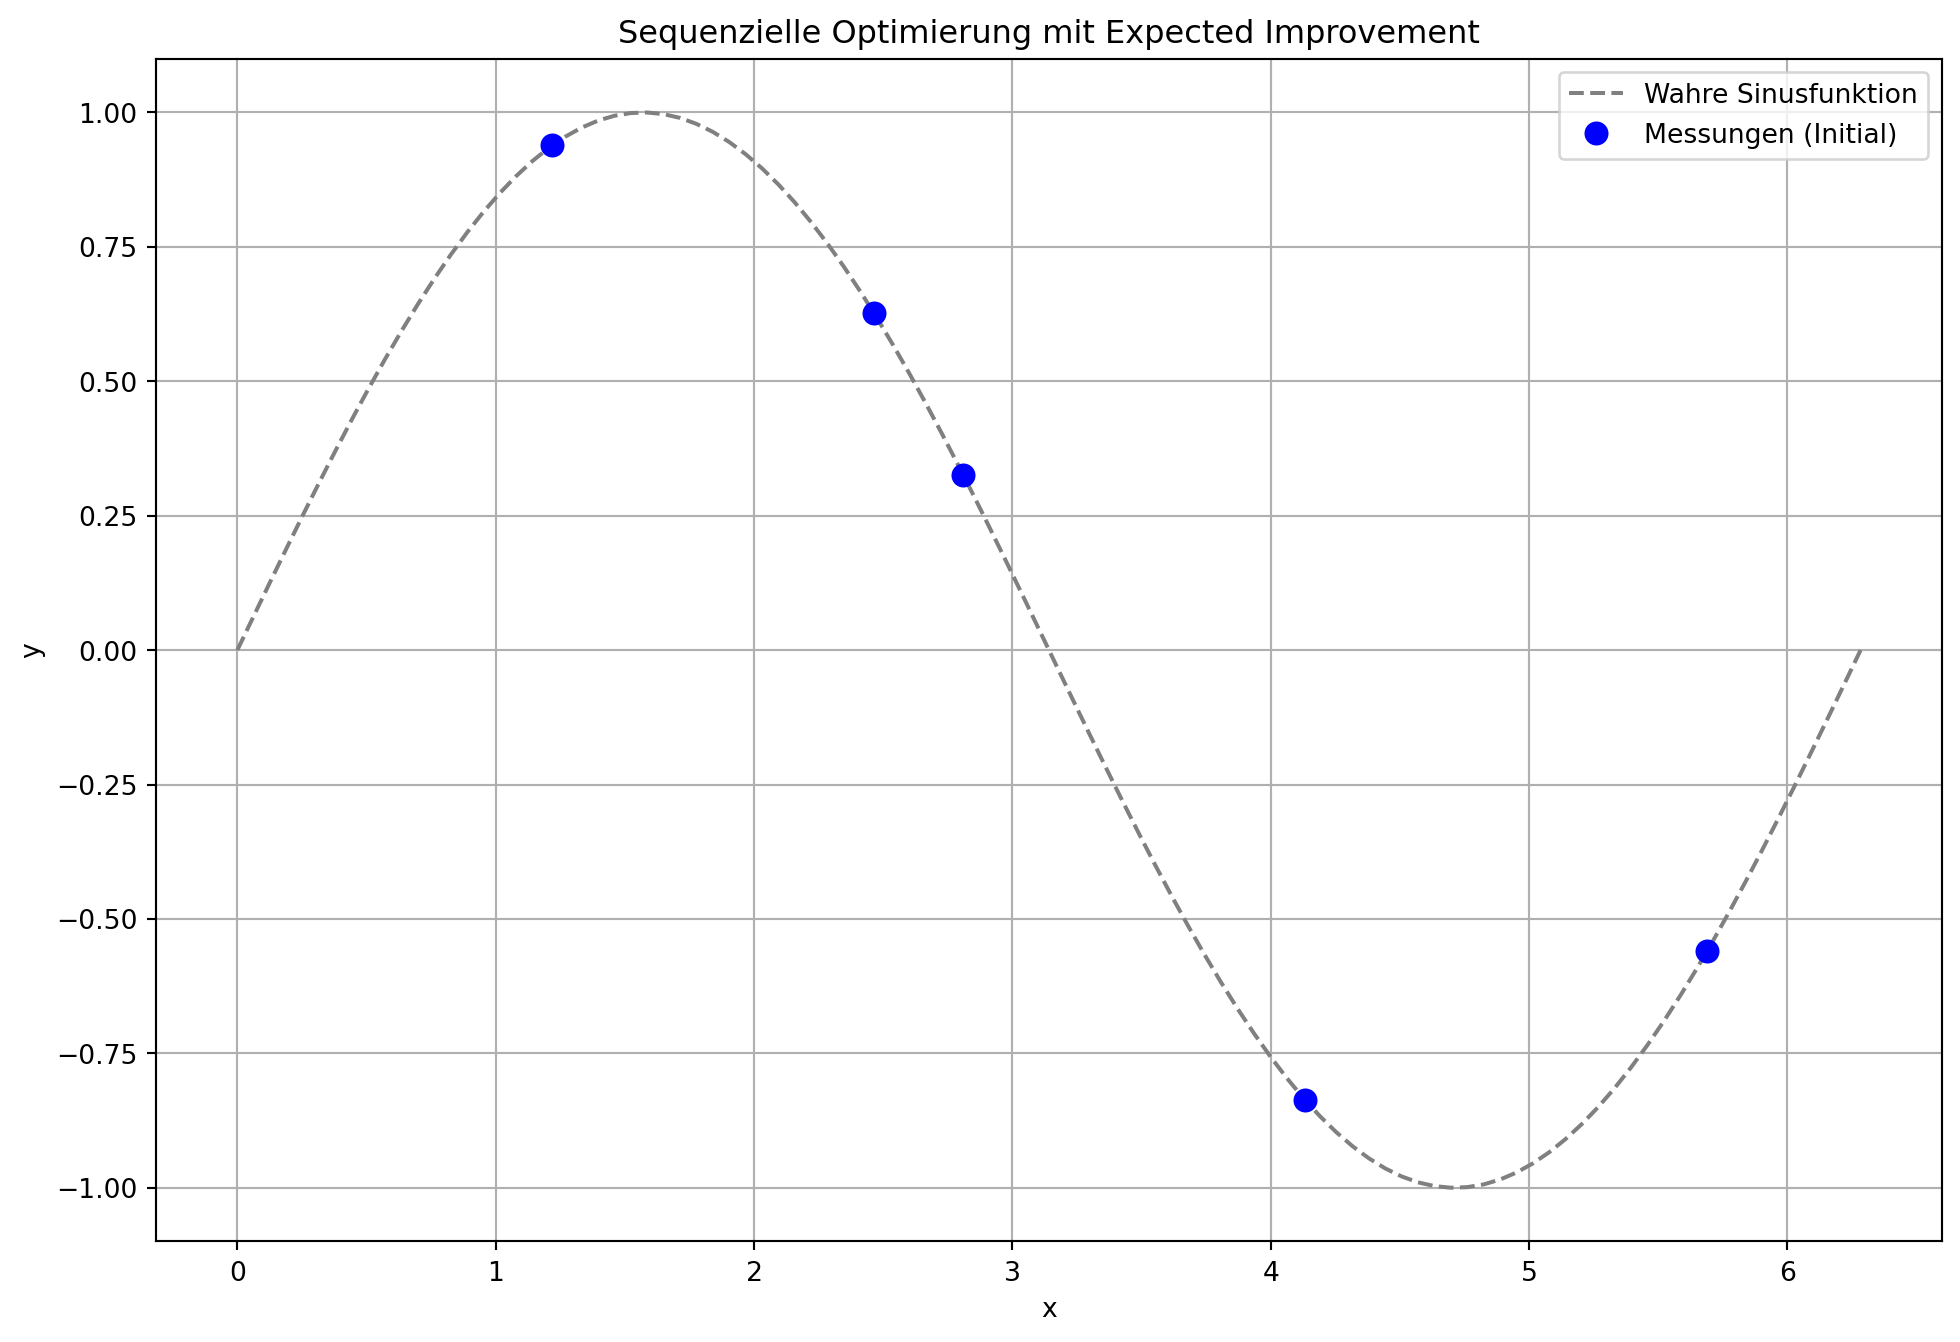 Sequenzielle Optimierung mit Expected Improvement
Wahre Sinusfunktion
Messungen (Initial)
1.00
0.75
0.50
0.25
0.00
−0.25
−0.50
−0.75
−1.00
y
0 1 2 3 4 5 6
x